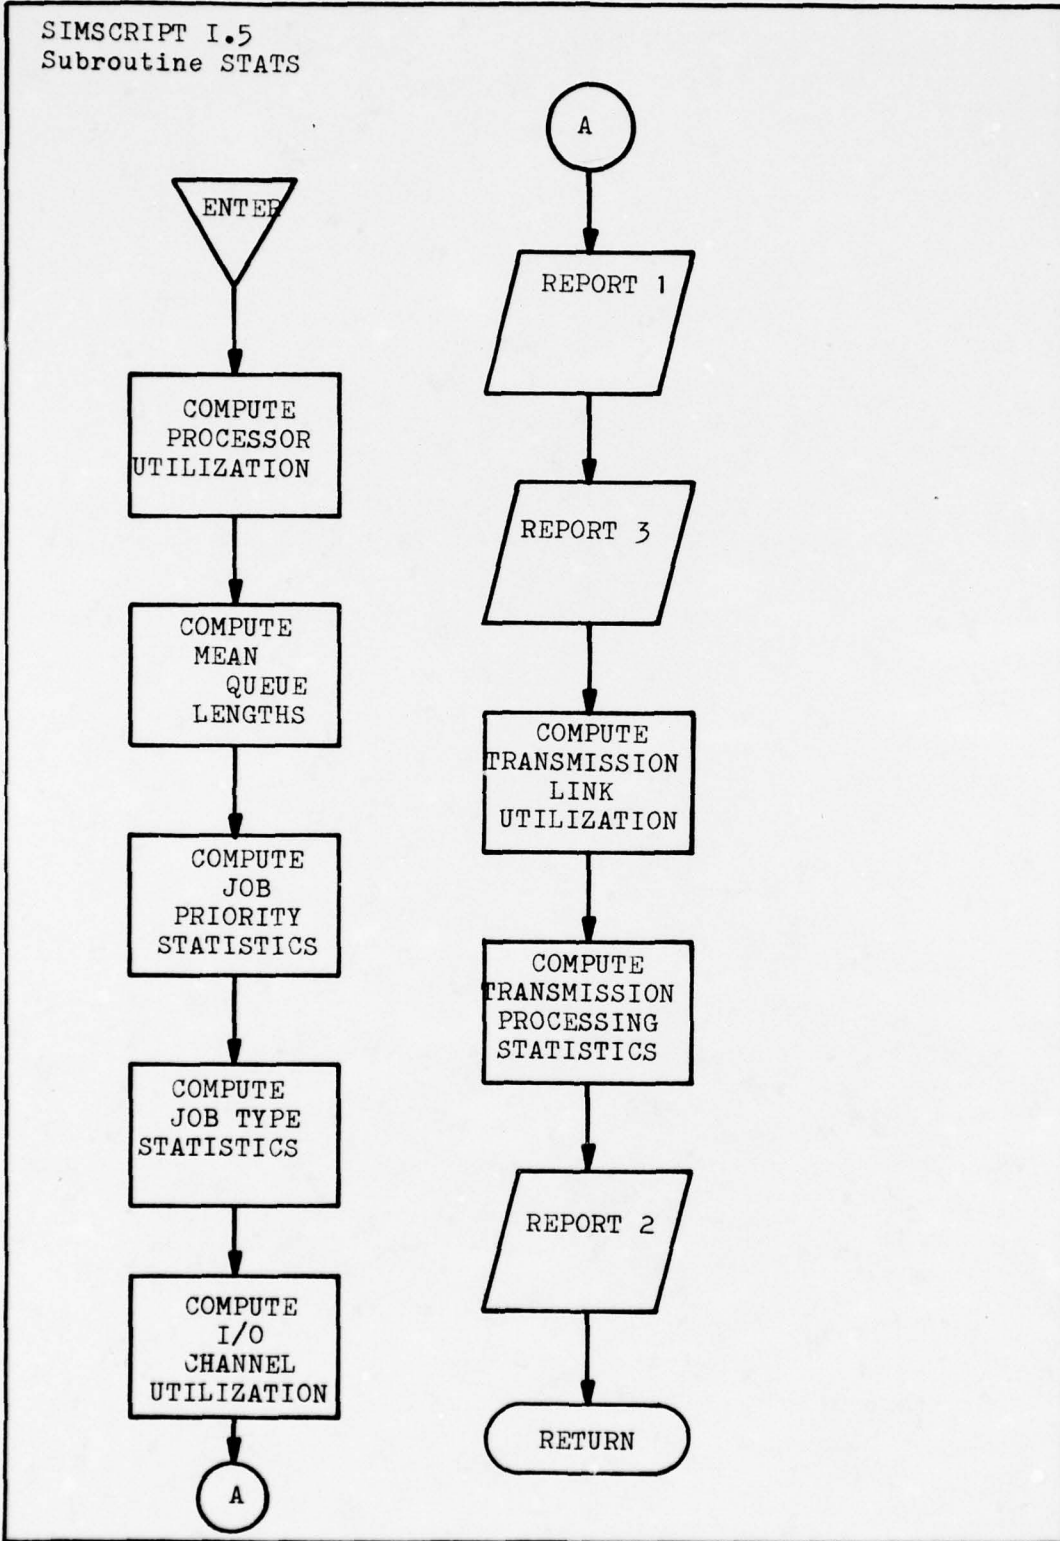 SIMSCRIPT I.5
Subroutine STATS
ENTER
COMPUTE
PROCESSOR
UTILIZATION
COMPUTE
MEAN
QUEUE
LENGTHS
COMPUTE
JOB
PRIORITY
STATISTICS
COMPUTE
JOB TYPE
STATISTICS
COMPUTE
I/O
CHANNEL
UTILIZATION
A
A
REPORT 1
REPORT 3
COMPUTE
TRANSMISSION
LINK
UTILIZATION
COMPUTE
TRANSMISSION
PROCESSING
STATISTICS
REPORT 2
RETURN